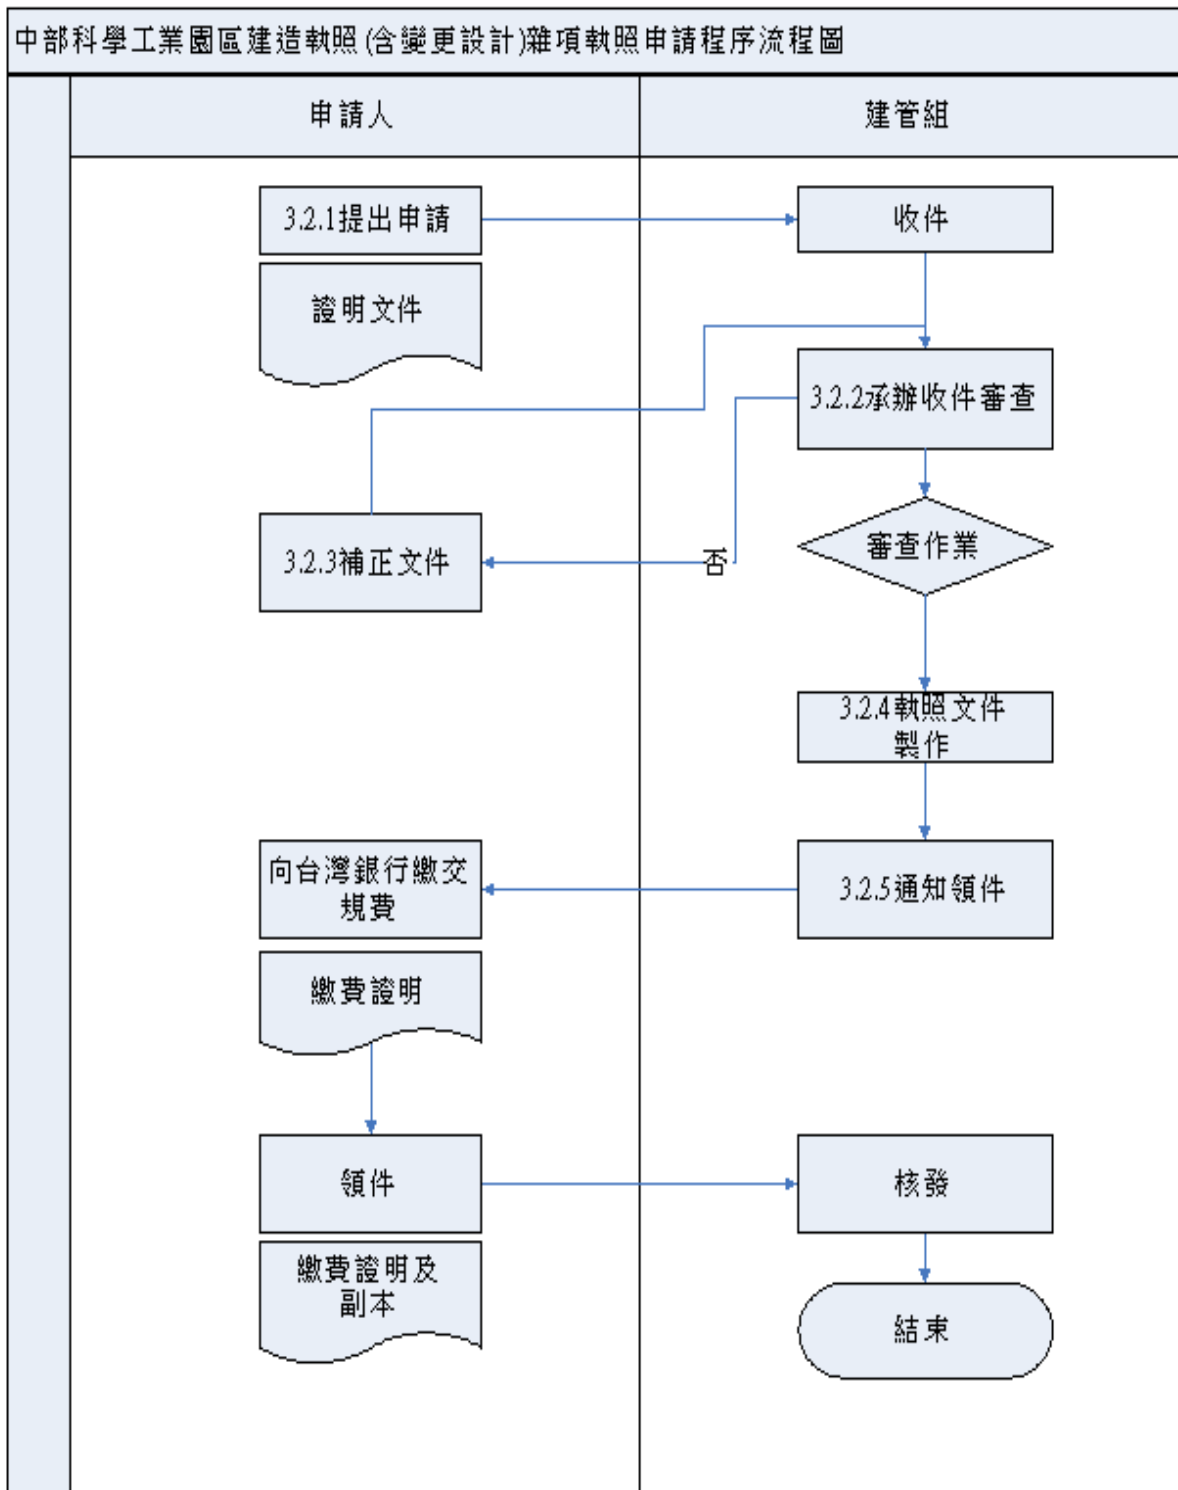 中部科學工業園區建造執照(含變更設計)雜項執照申請程序流程圖
申請人
建管組
3.2.1提出申請
收件
證明文件
3.2.2承辦收件審查
審查作業
否
3.2.3補正文件
3.2.4執照文件
製作
向台灣銀行繳交
規費
3.2.5通知領件
繳費證明
領件
核發
繳費證明及
副本
結束